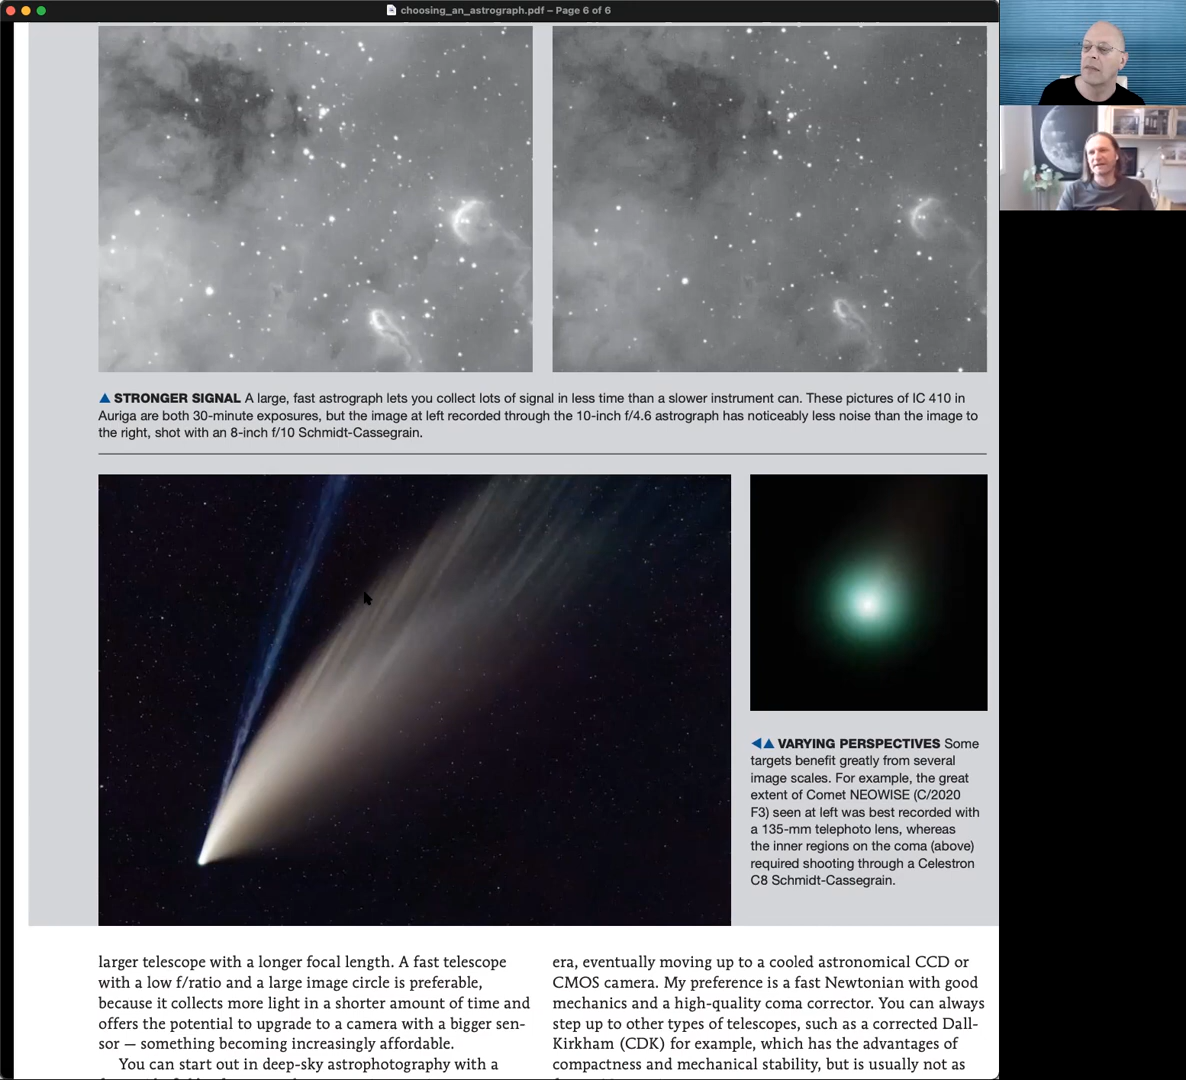 choosing_an_astrograph.pdf – Page 6 of 6
▲ STRONGER SIGNAL A large, fast astrograph lets you collect lots of signal in less time than a slower instrument can. These pictures of IC 410 in
Auriga are both 30-minute exposures, but the image at left recorded through the 10-inch f/4.6 astrograph has noticeably less noise than the image to
the right, shot with an 8-inch f/10 Schmidt-Cassegrain.
◀▲ VARYING PERSPECTIVES Some
targets benefit greatly from several
image scales. For example, the great
extent of Comet NEOWISE (C/2020
F3) seen at left was best recorded with
a 135-mm telephoto lens, whereas
the inner regions on the coma (above)
required shooting through a Celestron
C8 Schmidt-Cassegrain.
larger telescope with a longer focal length. A fast telescope
with a low f/ratio and a large image circle is preferable,
because it collects more light in a shorter amount of time and
offers the potential to upgrade to a camera with a bigger sen-
sor — something becoming increasingly affordable.
You can start out in deep-sky astrophotography with a
era, eventually moving up to a cooled astronomical CCD or
CMOS camera. My preference is a fast Newtonian with good
mechanics and a high-quality coma corrector. You can always
step up to other types of telescopes, such as a corrected Dall-
Kirkham (CDK) for example, which has the advantages of
compactness and mechanical stability, but is usually not as